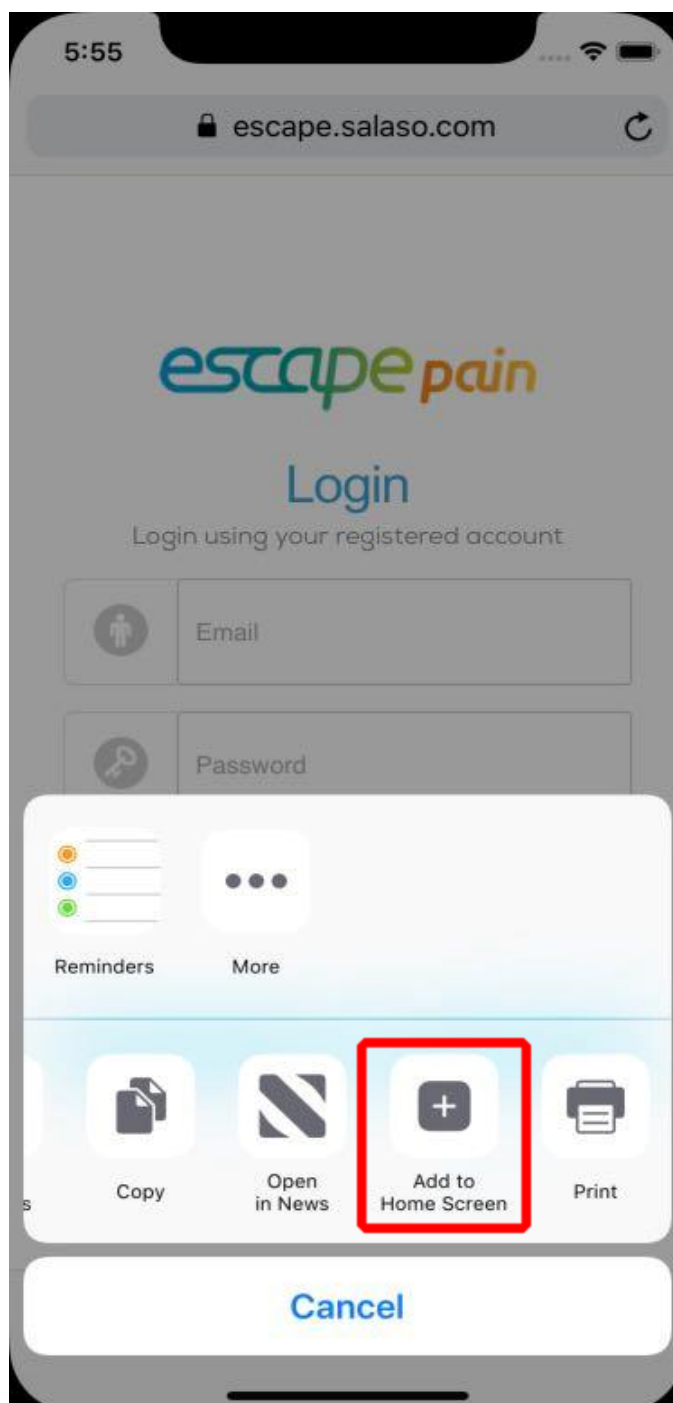 5:55
escape.salaso.com
escape pain
Login
Login using your registered account
Email
Password
Reminders
More
s
Copy
Open
in News
Add to
Home Screen
Print
Cancel